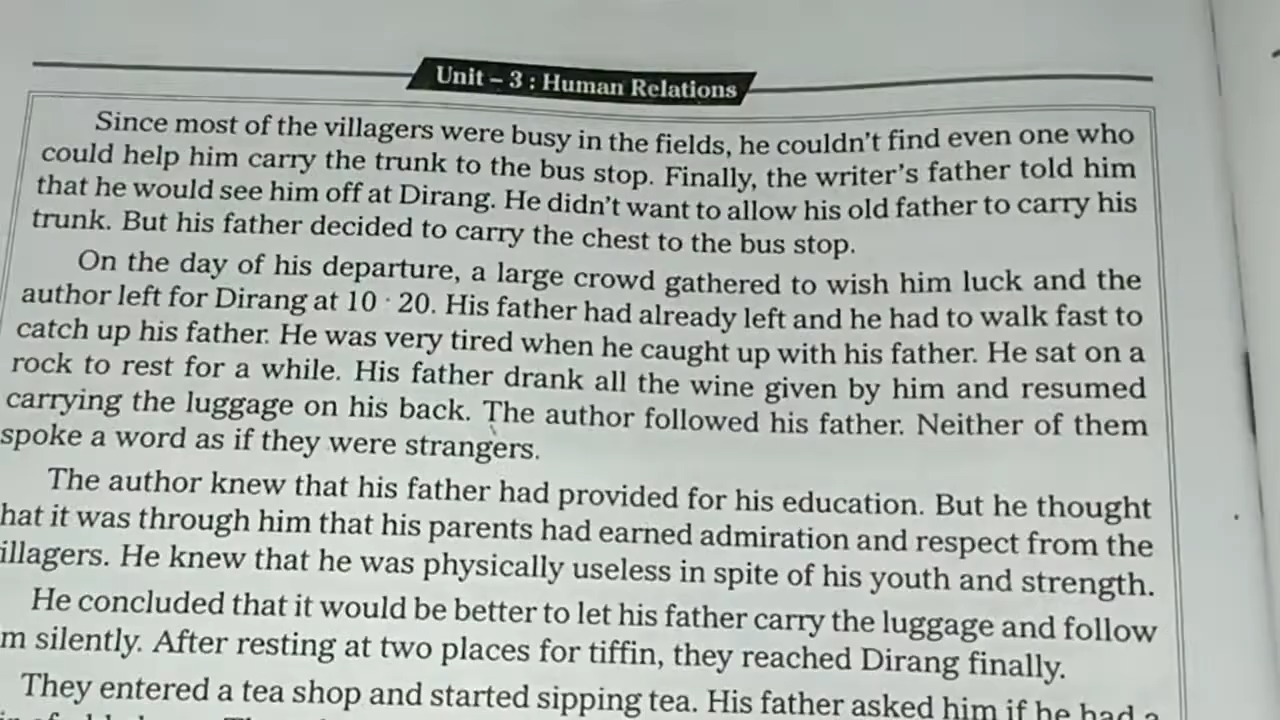 Unit – 3 : Human Relations
Since most of the villagers were busy in the fields, he couldn't find even one who
could help him carry the trunk to the bus stop. Finally, the writer's father told him
that he would see him off at Dirang. He didn't want to allow his old father to carry his
trunk. But his father decided to carry the chest to the bus stop.
On the day of his departure, a large crowd gathered to wish him luck and the
author left for Dirang at 10 · 20. His father had already left and he had to walk fast to
catch up his father. He was very tired when he caught up with his father. He sat on a
rock to rest for a while. His father drank all the wine given by him and resumed
carrying the luggage on his back. The author followed his father. Neither of them
spoke a word as if they were strangers.
The author knew that his father had provided for his education. But he thought
hat it was through him that his parents had earned admiration and respect from the
illagers. He knew that he was physically useless in spite of his youth and strength.
He concluded that it would be better to let his father carry the luggage and follow
m silently. After resting at two places for tiffin, they reached Dirang finally.
They entered a tea shop and started sipping tea. His father asked him if he had a